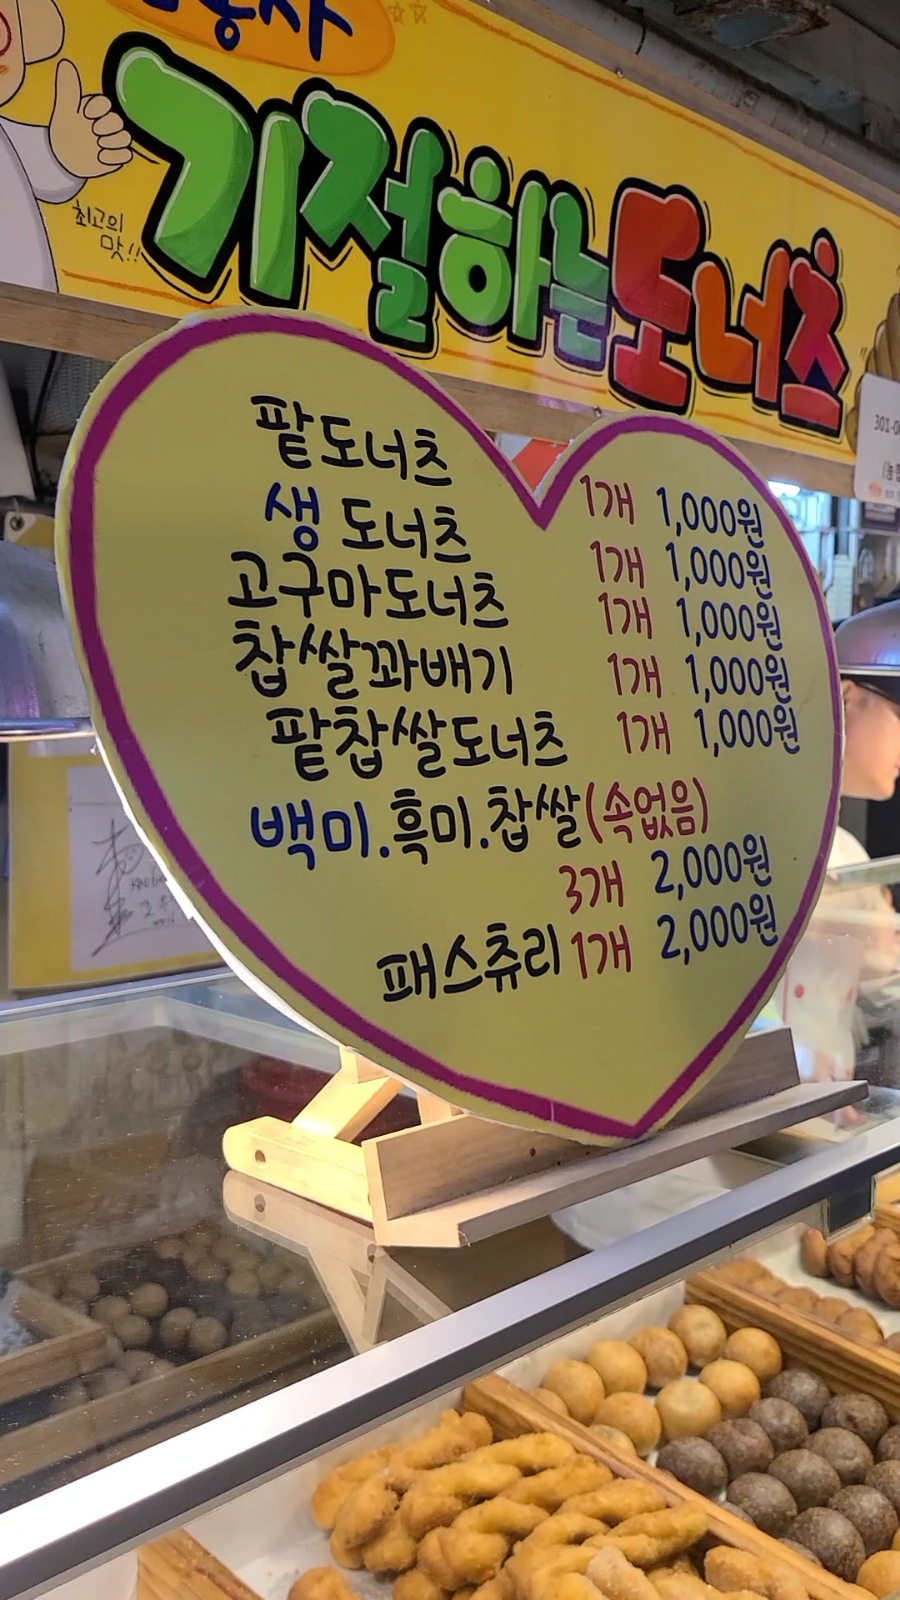 기절하는도너츠
최고의
맛!!
팥도너츠 1개 1,000원
생 도너츠 1개 1,000원
고구마도너츠 1개 1,000원
찹쌀꽈배기 1개 1,000원
팥찹쌀도너츠 1개 1,000원
백미.흑미.찹쌀(속없음)
3개 2,000원
패스츄리 1개 2,000원